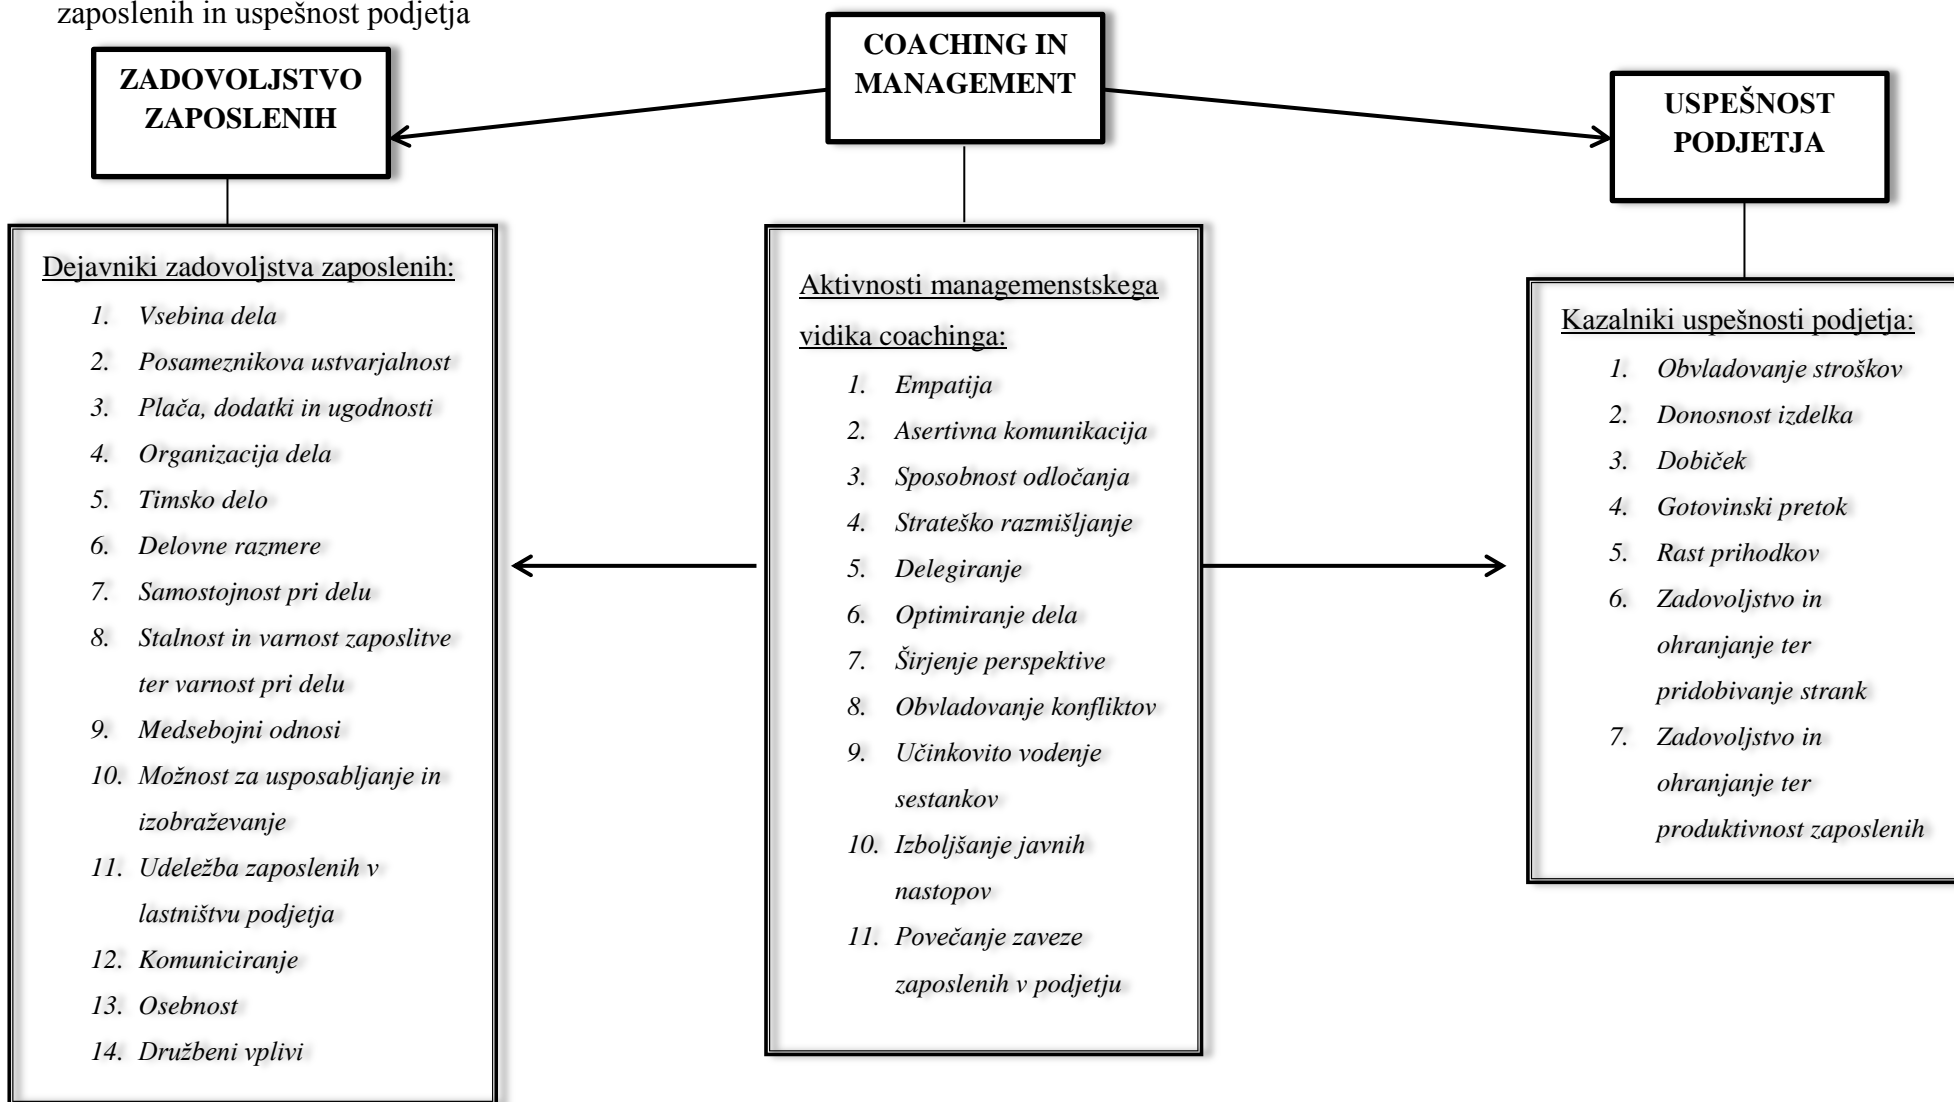 zaposlenih in uspešnost podjetja
ZADOVOLJSTVO
ZAPOSLENIH
COACHING IN
MANAGEMENT
USPEŠNOST
PODJETJA
Dejavniki zadovoljstva zaposlenih:
1. Vsebina dela
2. Posameznikova ustvarjalnost
3. Plača, dodatki in ugodnosti
4. Organizacija dela
5. Timsko delo
6. Delovne razmere
7. Samostojnost pri delu
8. Stalnost in varnost zaposlitve
ter varnost pri delu
9. Medsebojni odnosi
10. Možnost za usposabljanje in
izobraževanje
11. Udeležba zaposlenih v
lastništvu podjetja
12. Komuniciranje
13. Osebnost
14. Družbeni vplivi
Aktivnosti managemenstskega
vidika coachinga:
1. Empatija
2. Asertivna komunikacija
3. Sposobnost odločanja
4. Strateško razmišljanje
5. Delegiranje
6. Optimiranje dela
7. Širjenje perspektive
8. Obvladovanje konfliktov
9. Učinkovito vodenje
sestankov
10. Izboljšanje javnih
nastopov
11. Povečanje zaveze
zaposlenih v podjetju
Kazalniki uspešnosti podjetja:
1. Obvladovanje stroškov
2. Donosnost izdelka
3. Dobiček
4. Gotovinski pretok
5. Rast prihodkov
6. Zadovoljstvo in
ohranjanje ter
pridobivanje strank
7. Zadovoljstvo in
ohranjanje ter
produktivnost zaposlenih